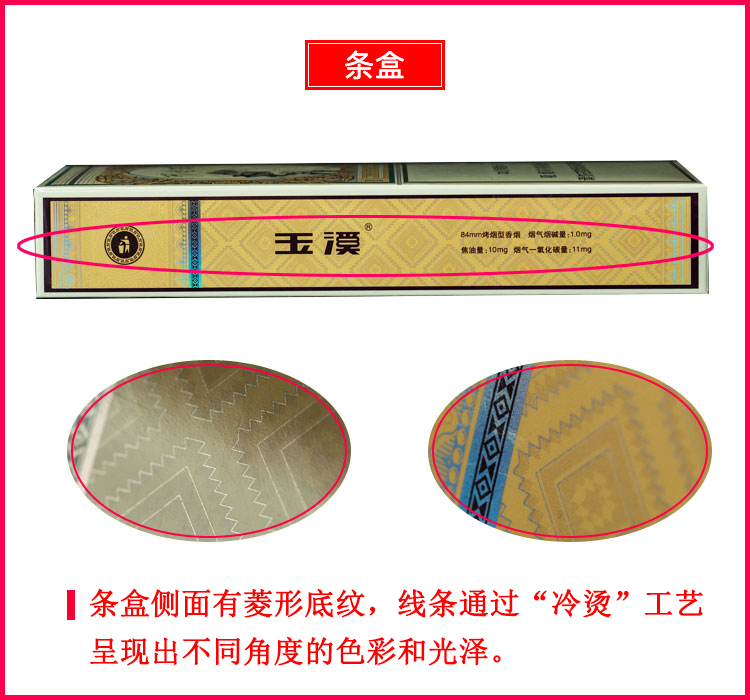 条盒
玉溪®
84mm烤烟型香烟 烟气烟碱量:1.0mg
焦油量:10mg 烟气一氧化碳量:11mg
条盒侧面有菱形底纹，线条通过“冷烫”工艺
呈现出不同角度的色彩和光泽。